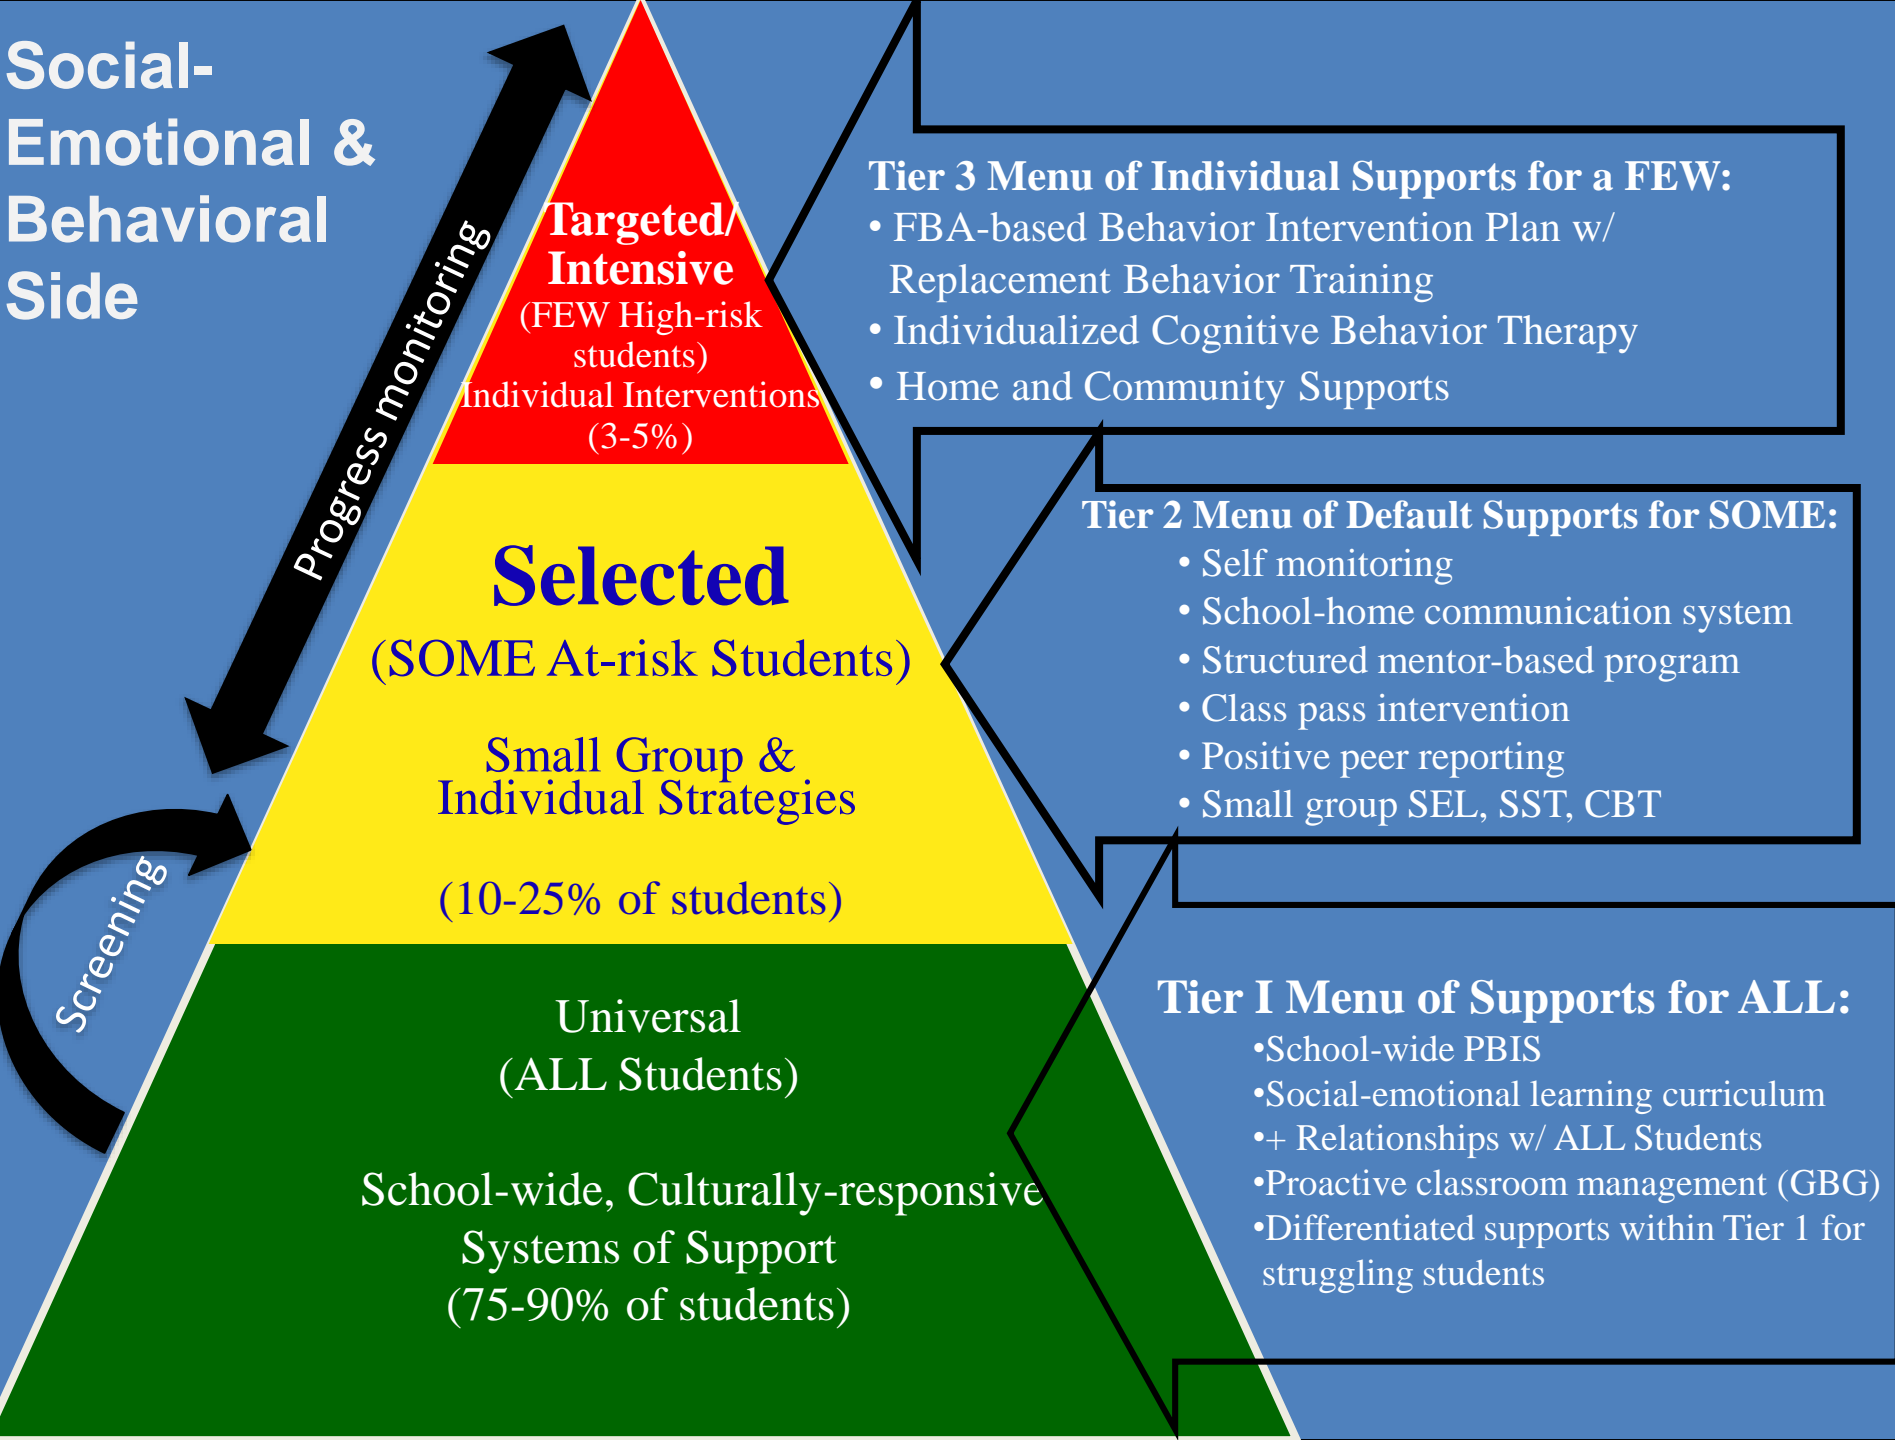 Social-
Emotional &
Behavioral
Side
Progress monitoring
Screening
Targeted/
Intensive
(FEW High-risk
students)
Individual Interventions
(3-5%)
Selected
(SOME At-risk Students)
Small Group &
Individual Strategies
(10-25% of students)
Universal
(ALL Students)
School-wide, Culturally-responsive
Systems of Support
(75-90% of students)
Tier 3 Menu of Individual Supports for a FEW:
• FBA-based Behavior Intervention Plan w/
Replacement Behavior Training
• Individualized Cognitive Behavior Therapy
• Home and Community Supports
Tier 2 Menu of Default Supports for SOME:
• Self monitoring
• School-home communication system
• Structured mentor-based program
• Class pass intervention
• Positive peer reporting
• Small group SEL, SST, CBT
Tier I Menu of Supports for ALL:
•School-wide PBIS
•Social-emotional learning curriculum
•+ Relationships w/ ALL Students
•Proactive classroom management (GBG)
•Differentiated supports within Tier 1 for
struggling students